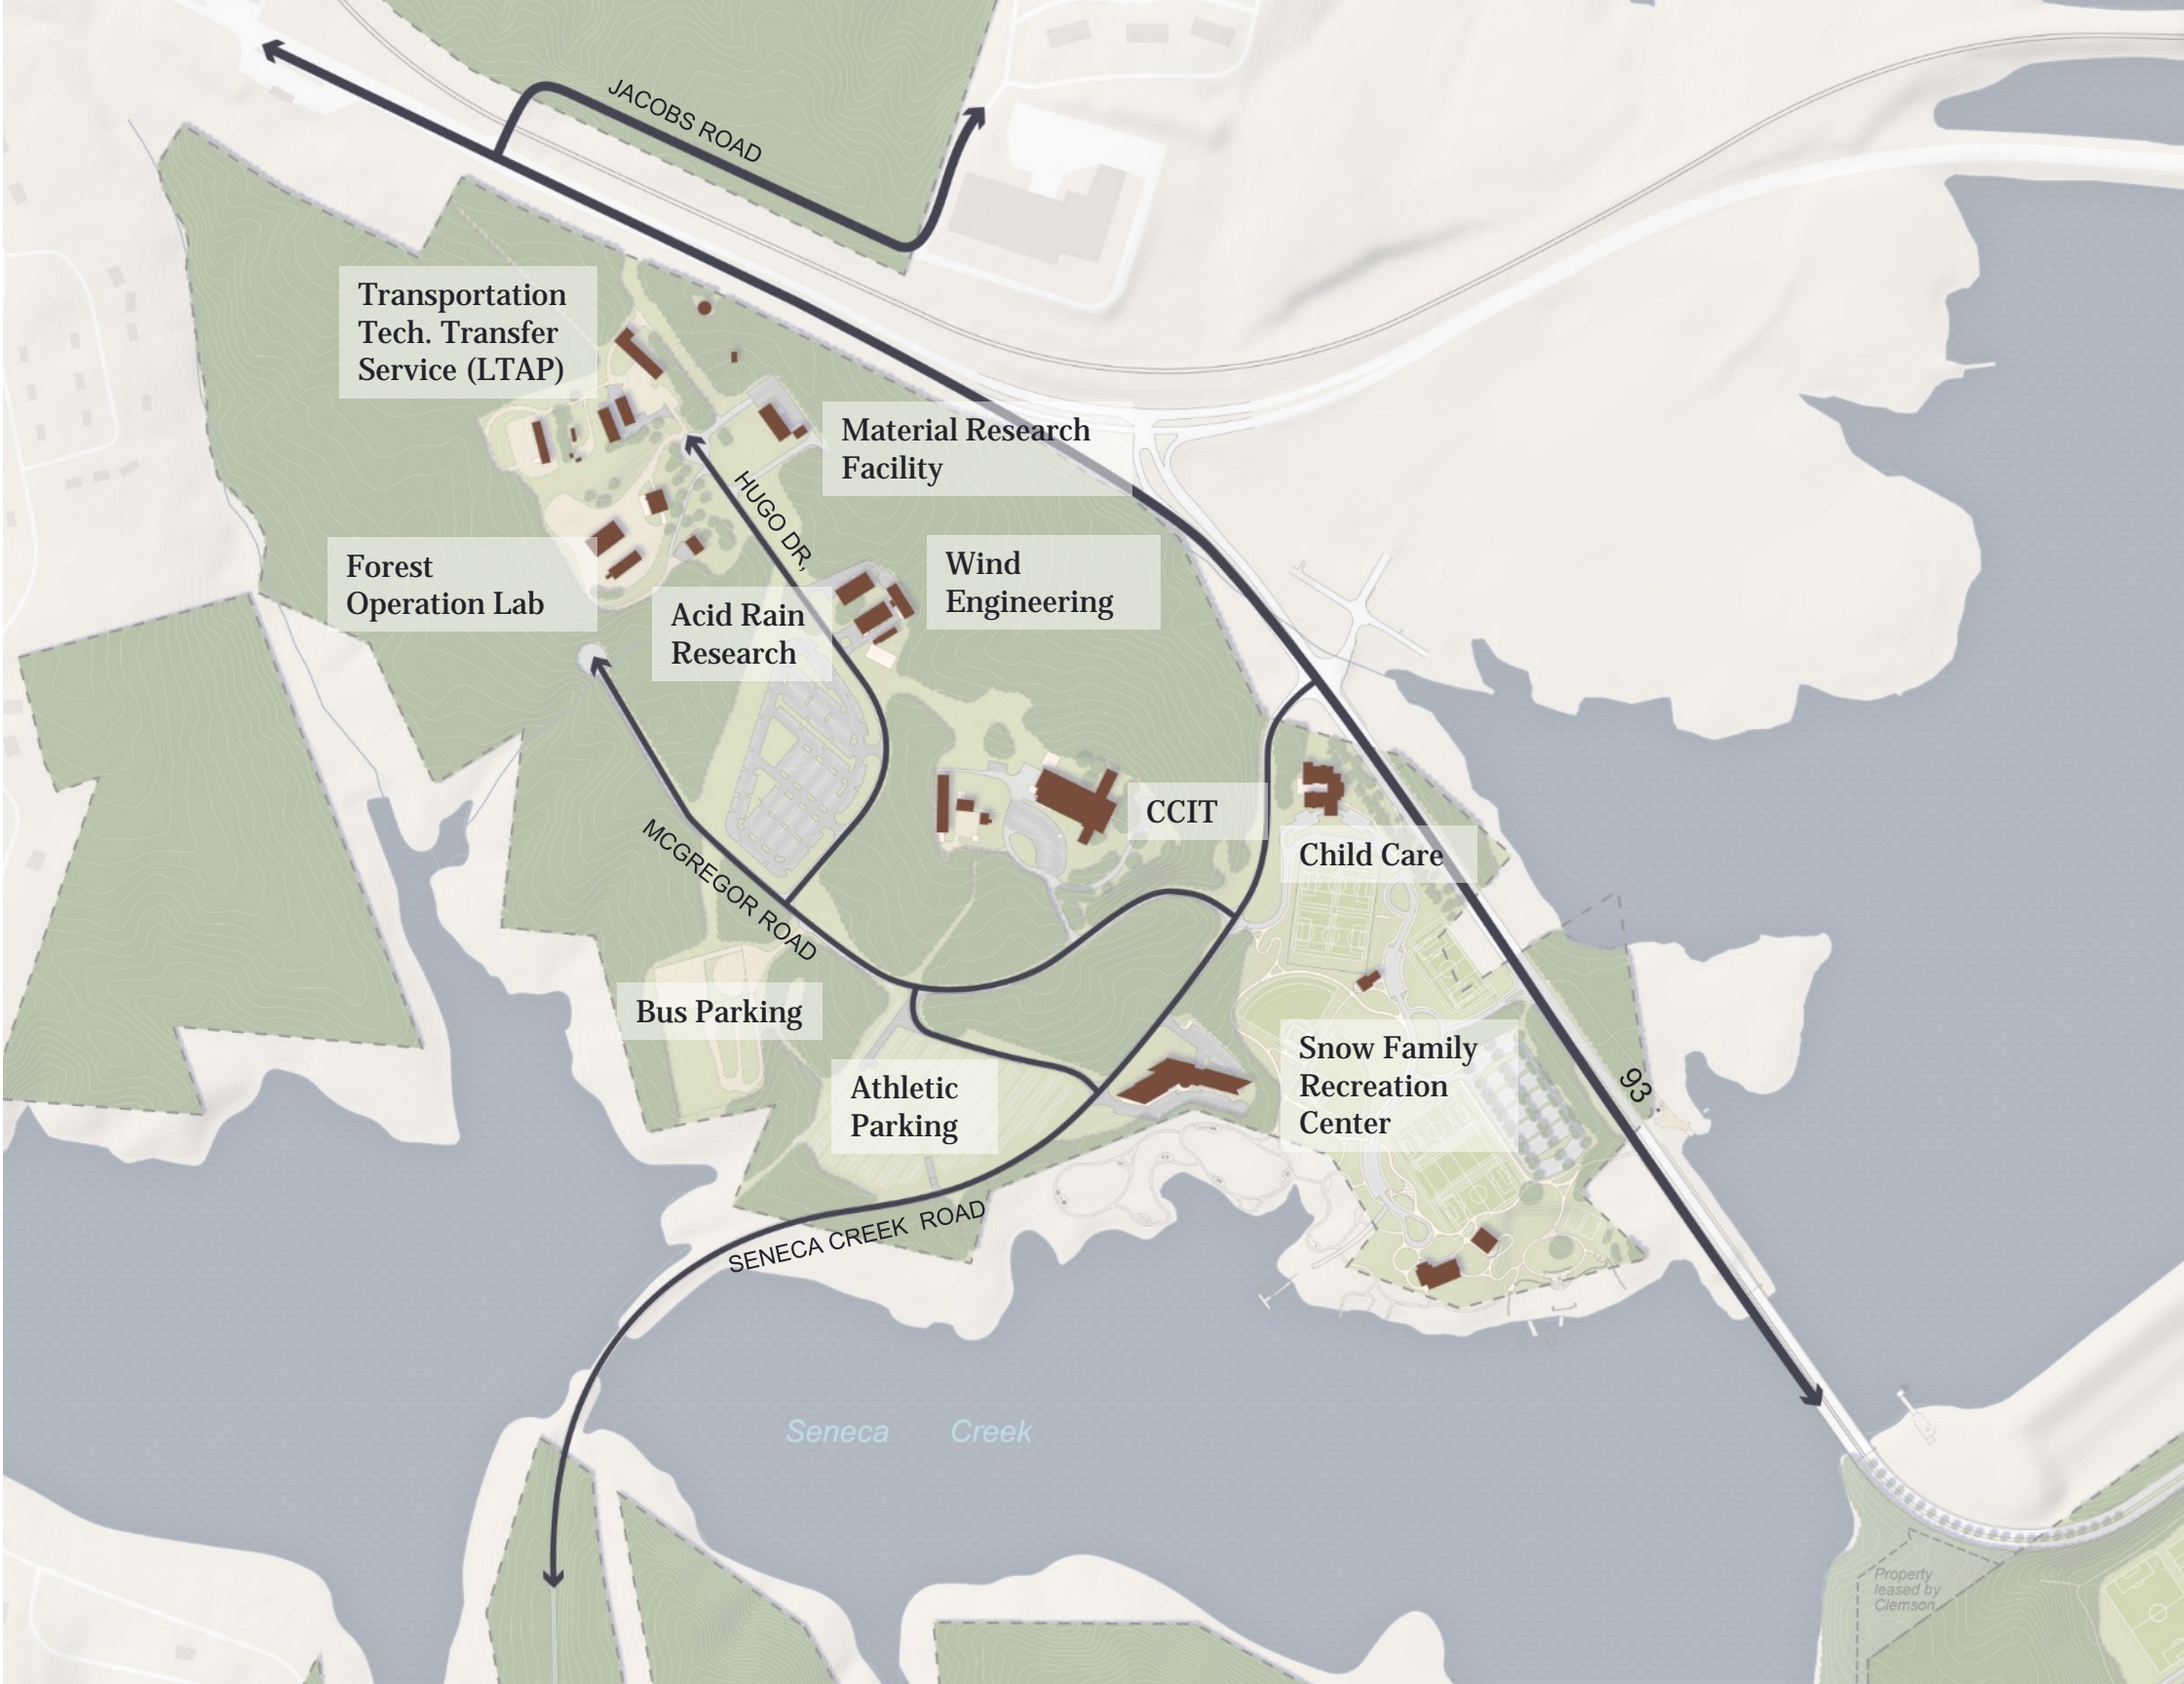 JACOBS ROAD
Transportation
Tech. Transfer
Service (LTAP)
Material Research
Facility
HUGO DR,
Wind
Engineering
Forest
Operation Lab
Acid Rain
Research
CCIT
Child Care
MCGREGOR ROAD
Bus Parking
Snow Family
Recreation
Center
Athletic
Parking
93
SENECA CREEK ROAD
Seneca Creek
Property
leased by
Clemson